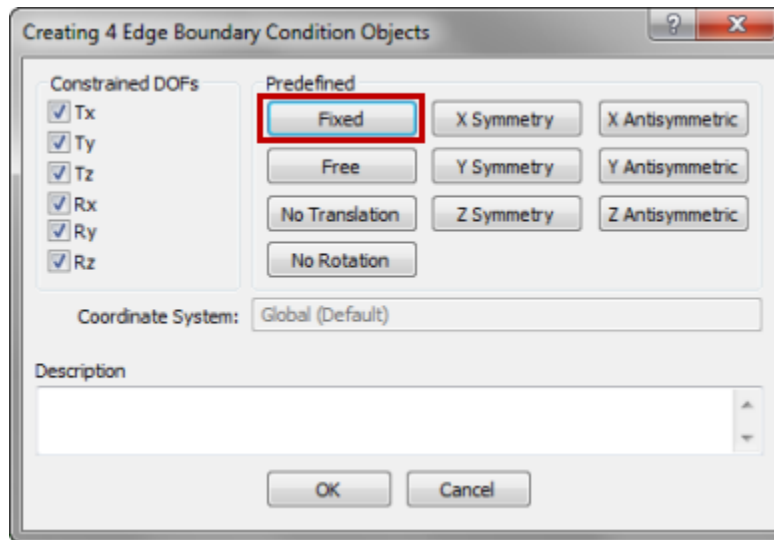 Creating 4 Edge Boundary Condition Objects
Constrained DOFs
Tx
Ty
Tz
Rx
Ry
Rz
Predefined
Fixed X Symmetry X Antisymmetric
Free Y Symmetry Y Antisymmetric
No Translation Z Symmetry Z Antisymmetric
No Rotation
Coordinate System: Global (Default)
Description
OK Cancel